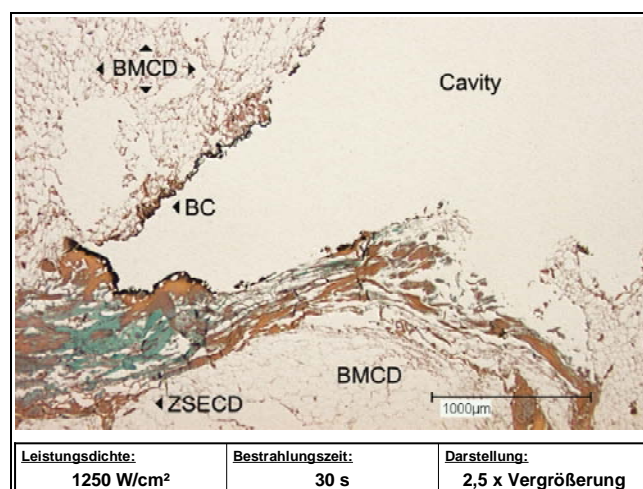 BMCD
Cavity
BC
BMCD
ZSECD
1000µm
Leistungsdichte: Bestrahlungszeit: Darstellung:
1250 W/cm² 30 s 2,5 x Vergrößerung